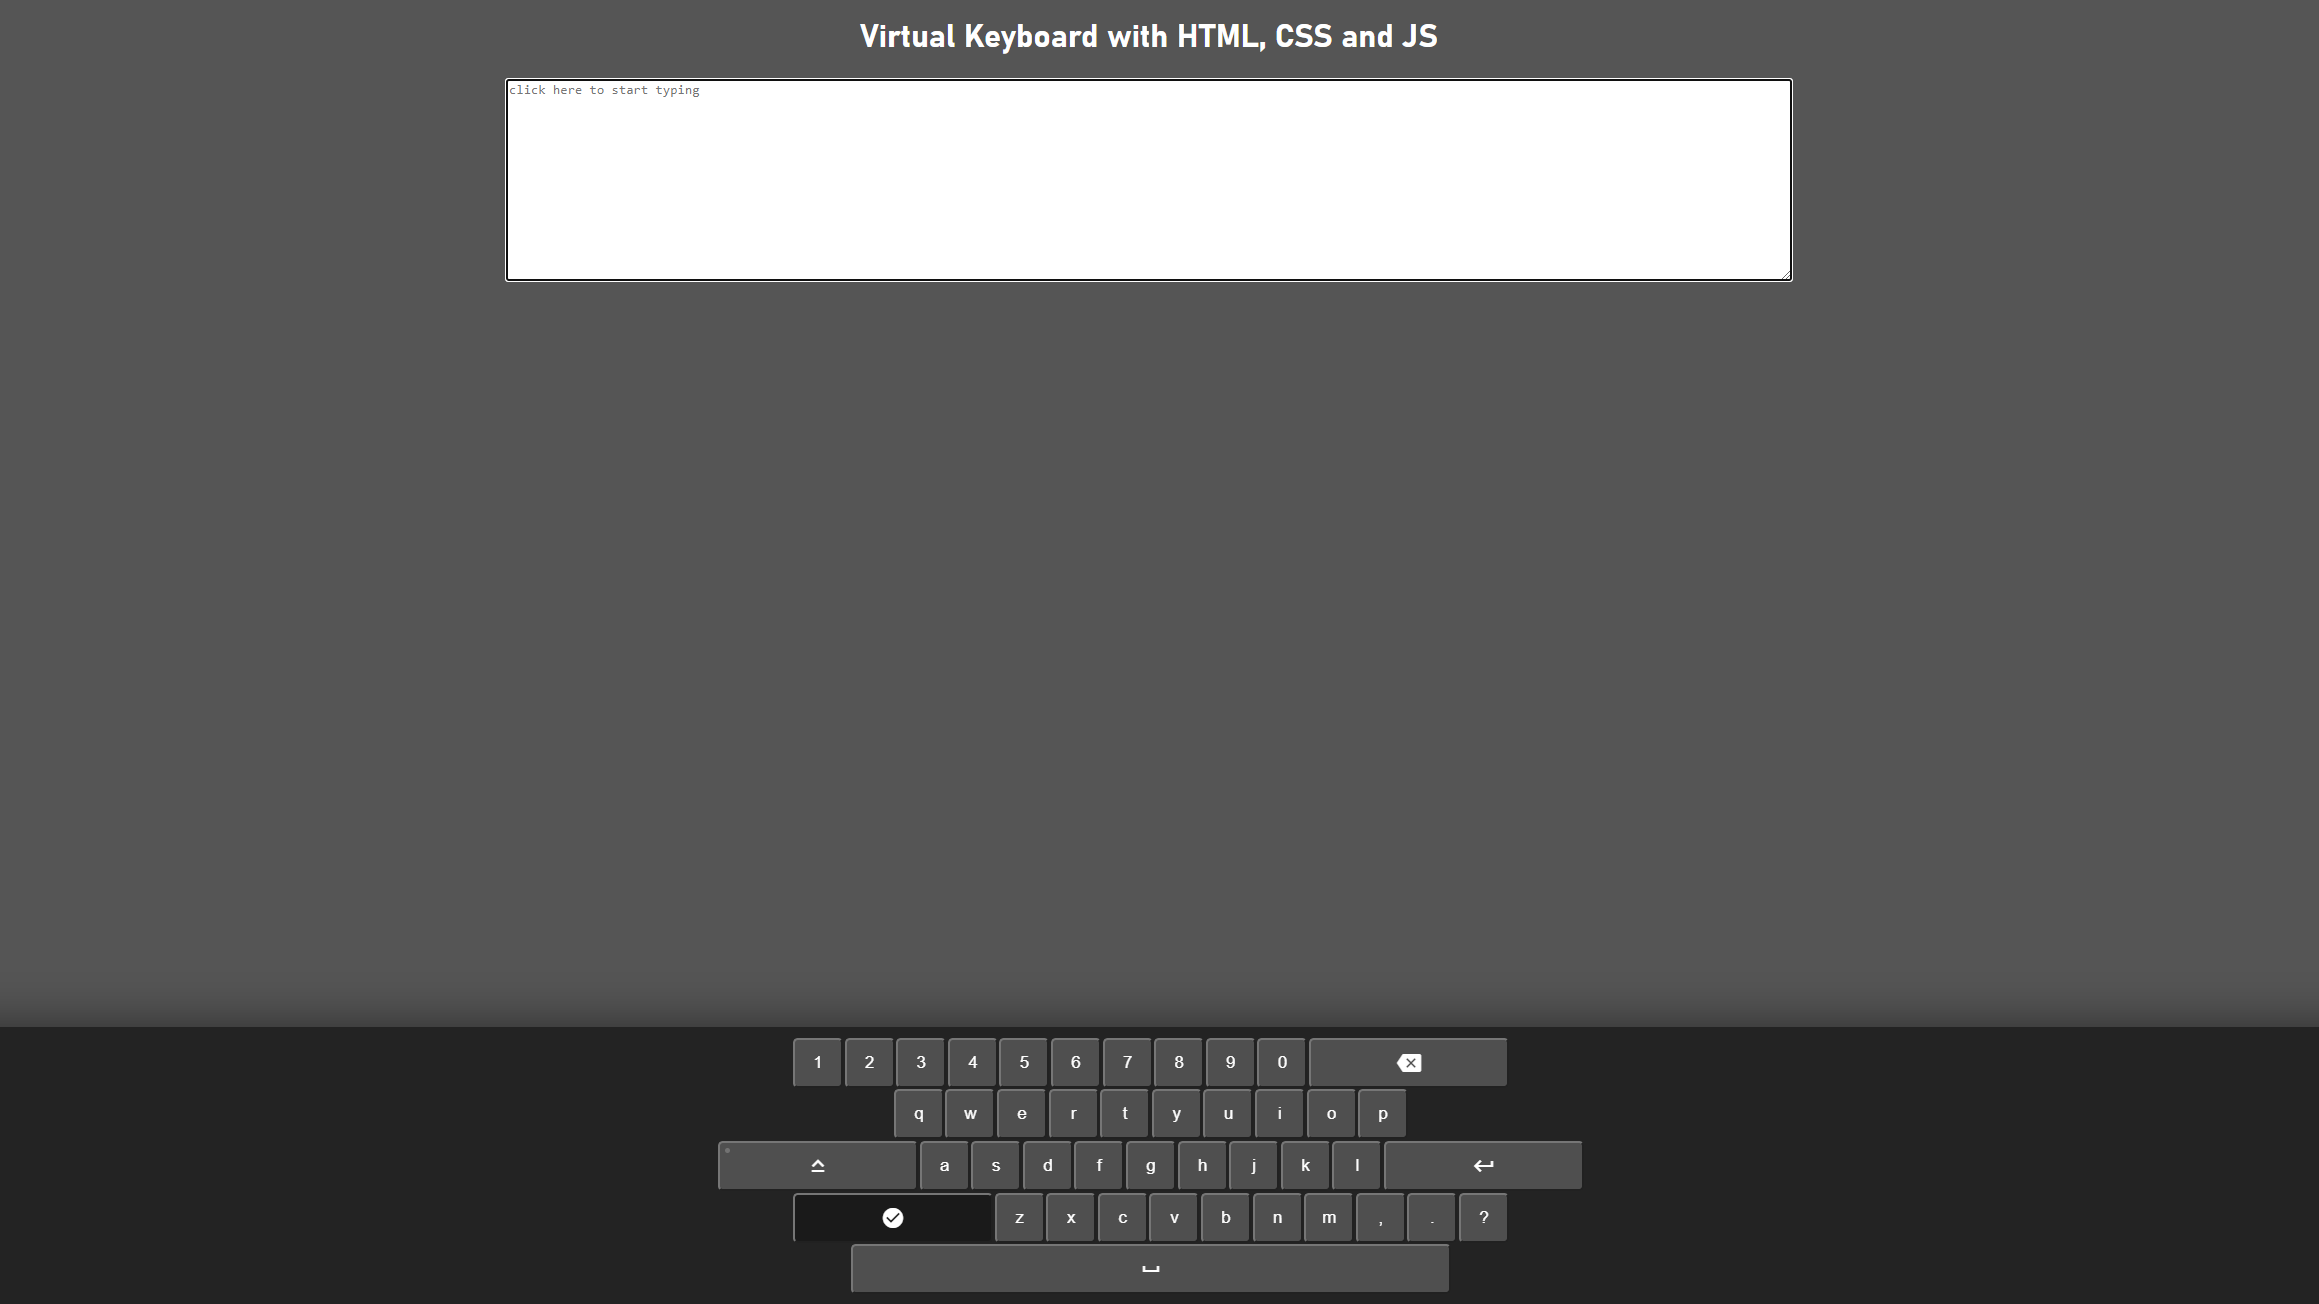 Virtual Keyboard with HTML, CSS and JS
click here to start typing
1 2 3 4 5 6 7 8 9 0
q w e r t y u i o p
a s d f g h j k l
z x c v b n m , . ?